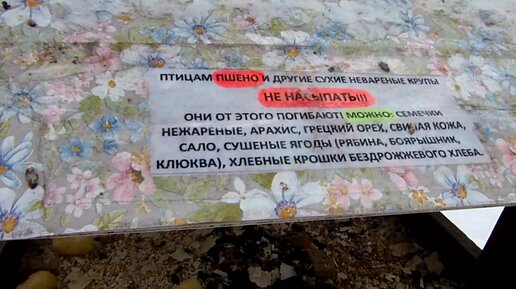 ПТИЦАМ ПШЕНО И ДРУГИЕ СУХИЕ НЕВАРЕНЫЕ КРУПЫ
НЕ НАСЫПАТЬ!!!
ОНИ ОТ ЭТОГО ПОГИБАЮТ! МОЖНО: СЕМЕЧКИ
НЕЖАРЕНЫЕ, АРАХИС, ГРЕЦКИЙ ОРЕХ, СВИНАЯ КОЖА,
САЛО, СУШЕНЫЕ ЯГОДЫ (РЯБИНА, БОЯРЫШНИК,
КЛЮКВА), ХЛЕБНЫЕ КРОШКИ БЕЗДРОЖЖЕВОГО ХЛЕБА.